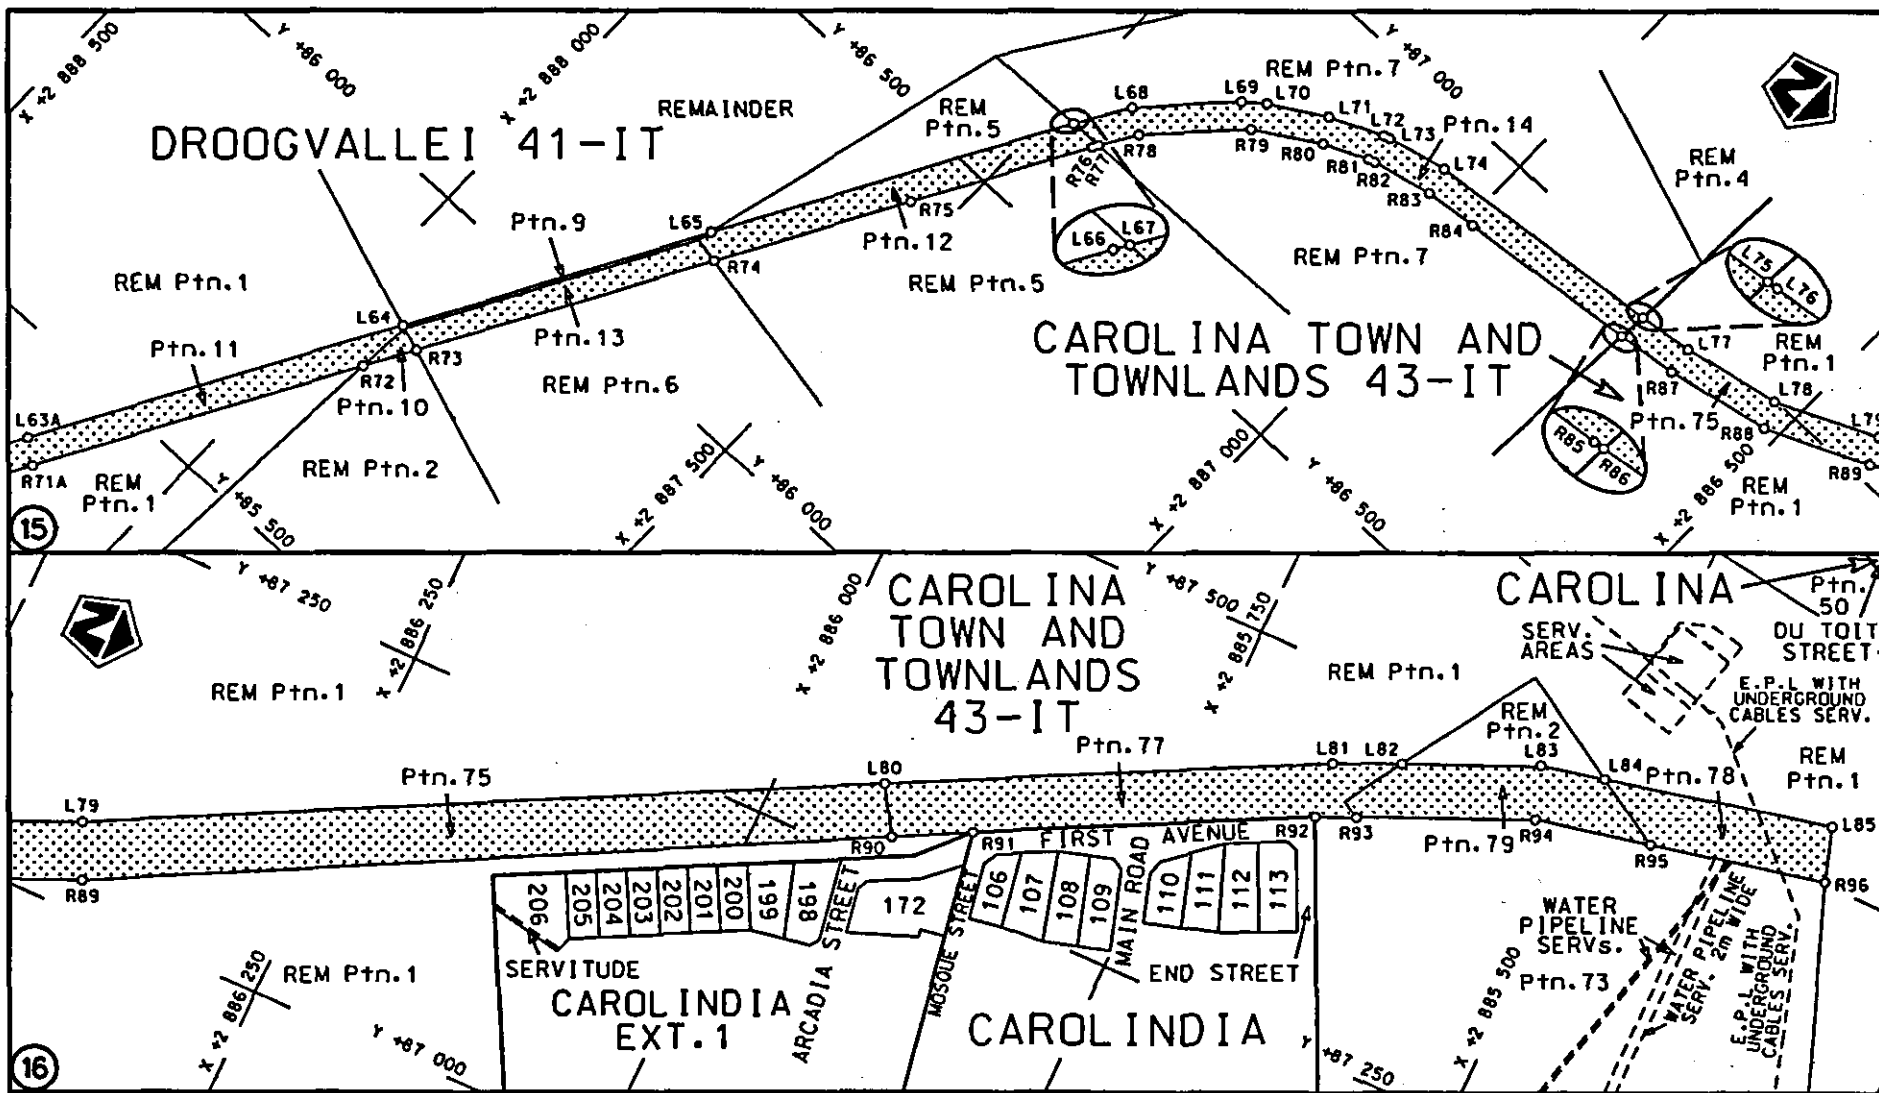 X +2 888 500
Y +86 000
X +2 888 000
Y +86 500
Y +87 000
REMAINDER
REM
Ptn.5
REM Ptn.7
DROOGVALLEI 41-IT
L68
L69
L70
L71
L72
L73
Ptn.14
L74
REM
Ptn.4
R76
R77
R78
R79
R80
R81
R82
R83
R84
Ptn.9
L65
R75
Ptn.12
L66
L67
R74
REM Ptn.5
REM Ptn.7
L75
L76
REM Ptn.1
L64
Ptn.11
Ptn.13
R73
R72
Ptn.10
REM Ptn.6
CAROLINA TOWN AND
TOWNLANDS 43-IT
L77
REM
Ptn.1
R87
L78
Ptn.75
R88
L79
R89
L63A
R71A
REM
Ptn.1
REM Ptn.2
R85
R86
REM
Ptn.1
Y +85 500
X +2 887 500
Y +86 000
X +2 887 000
Y +86 500
X +2 886 500
15
Y +87 250
X +2 886 250
X +2 886 000
Y +87 500
X +2 885 750
CAROLINA
TOWN AND
TOWNLANDS
43-IT
CAROLINA
Ptn.
50
SERV.
AREAS
DU TOIT
STREET
REM Ptn.1
REM Ptn.1
E.P.L WITH
UNDERGROUND
CABLES SERV.
REM
Ptn.2
REM
Ptn.1
Ptn.75
L80
Ptn.77
L81
L82
L83
L84
Ptn.78
L79
L85
R89
R90
R91
FIRST AVENUE
R92
R93
Ptn.79
R94
R95
R96
206
205
204
203
202
201
200
199
198
172
106
107
108
109
110
111
112
113
ARCADIA STREET
MOSQUE STREET
MAIN ROAD
SERVITUDE
END STREET
WATER
PIPELINE
SERVs.
Ptn.73
WATER PIPELINE
SERV. 2m WIDE
E.P.L WITH
UNDERGROUND
CABLES SERV.
REM Ptn.1
X +2 886 250
CAROLINDIA
EXT.1
CAROLINDIA
Y +87 000
Y +87 250
X +2 885 500
16